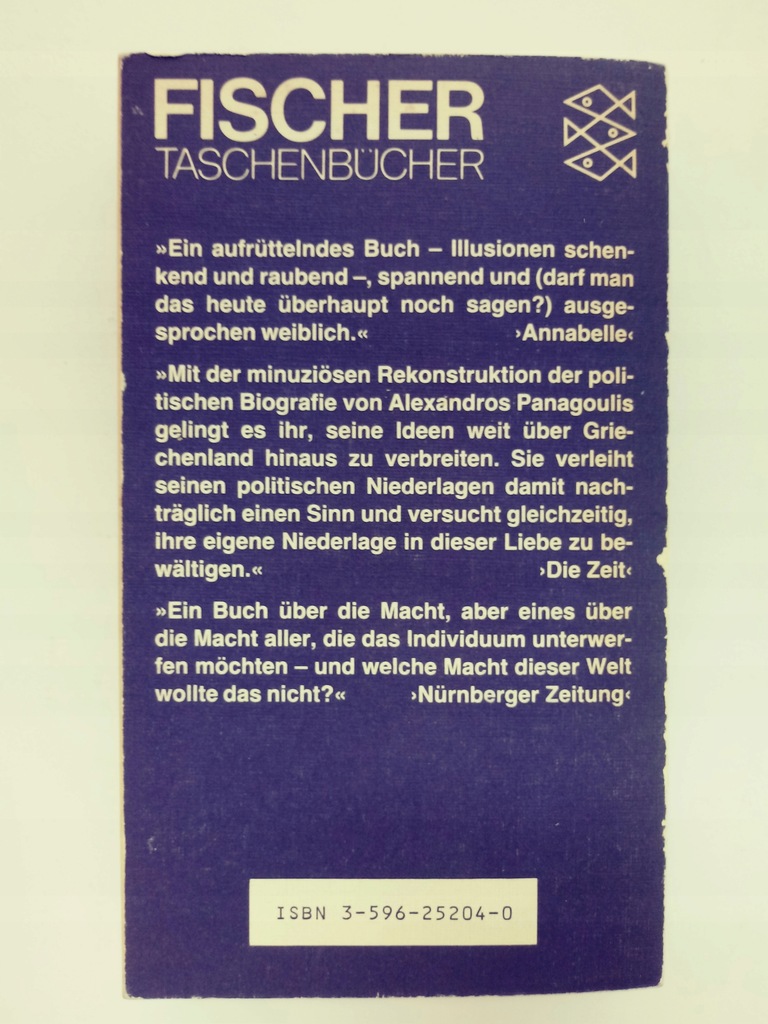 FISCHER
TASCHENBÜCHER
»Ein aufrüttelndes Buch – Illusionen schen-
kend und raubend –, spannend und (darf man
das heute überhaupt noch sagen?) ausge-
sprochen weiblich.« ›Annabelle‹
»Mit der minuziösen Rekonstruktion der poli-
tischen Biografie von Alexandros Panagoulis
gelingt es ihr, seine Ideen weit über Grie-
chenland hinaus zu verbreiten. Sie verleiht
seinen politischen Niederlagen damit nach-
träglich einen Sinn und versucht gleichzeitig,
ihre eigene Niederlage in dieser Liebe zu be-
wältigen.« ›Die Zeit‹
»Ein Buch über die Macht, aber eines über
die Macht aller, die das Individuum unterwer-
fen möchten – und welche Macht dieser Welt
wollte das nicht?« ›Nürnberger Zeitung‹
ISBN 3-596-25204-0